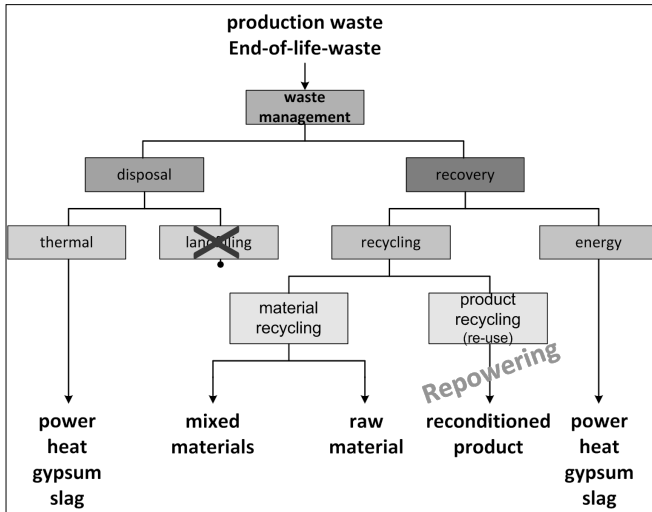 production waste
End-of-life-waste
waste
management
disposal
recovery
thermal
landfilling
recycling
energy
material
recycling
product
recycling
(re-use)
Repowering
power
heat
gypsum
slag
mixed
materials
raw
material
reconditioned
product
power
heat
gypsum
slag